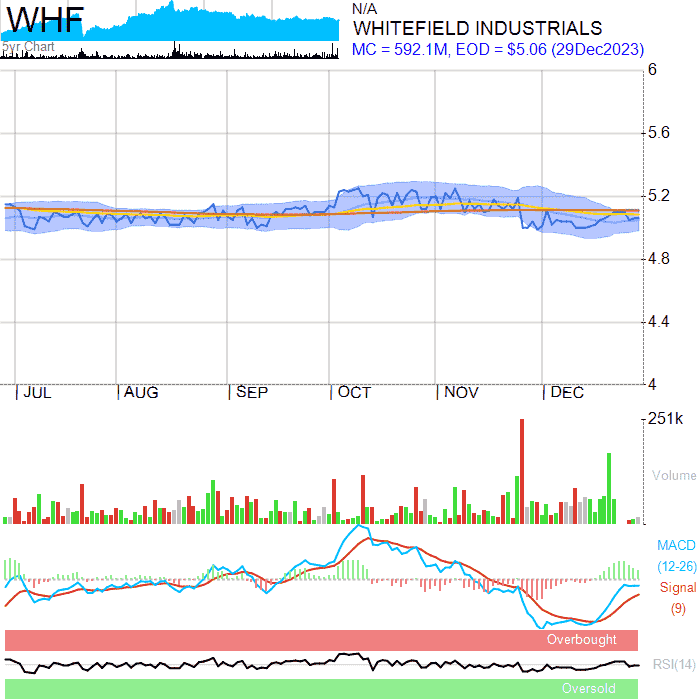 WHF
5yr Chart
N/A
WHITEFIELD INDUSTRIALS
MC = 592.1M, EOD = $5.06 (29Dec2023)
6
5.6
5.2
4.8
4.4
4
JUL AUG SEP OCT NOV DEC
251k
Volume
MACD
(12-26)
Signal
(9)
Overbought
RSI(14)
Oversold